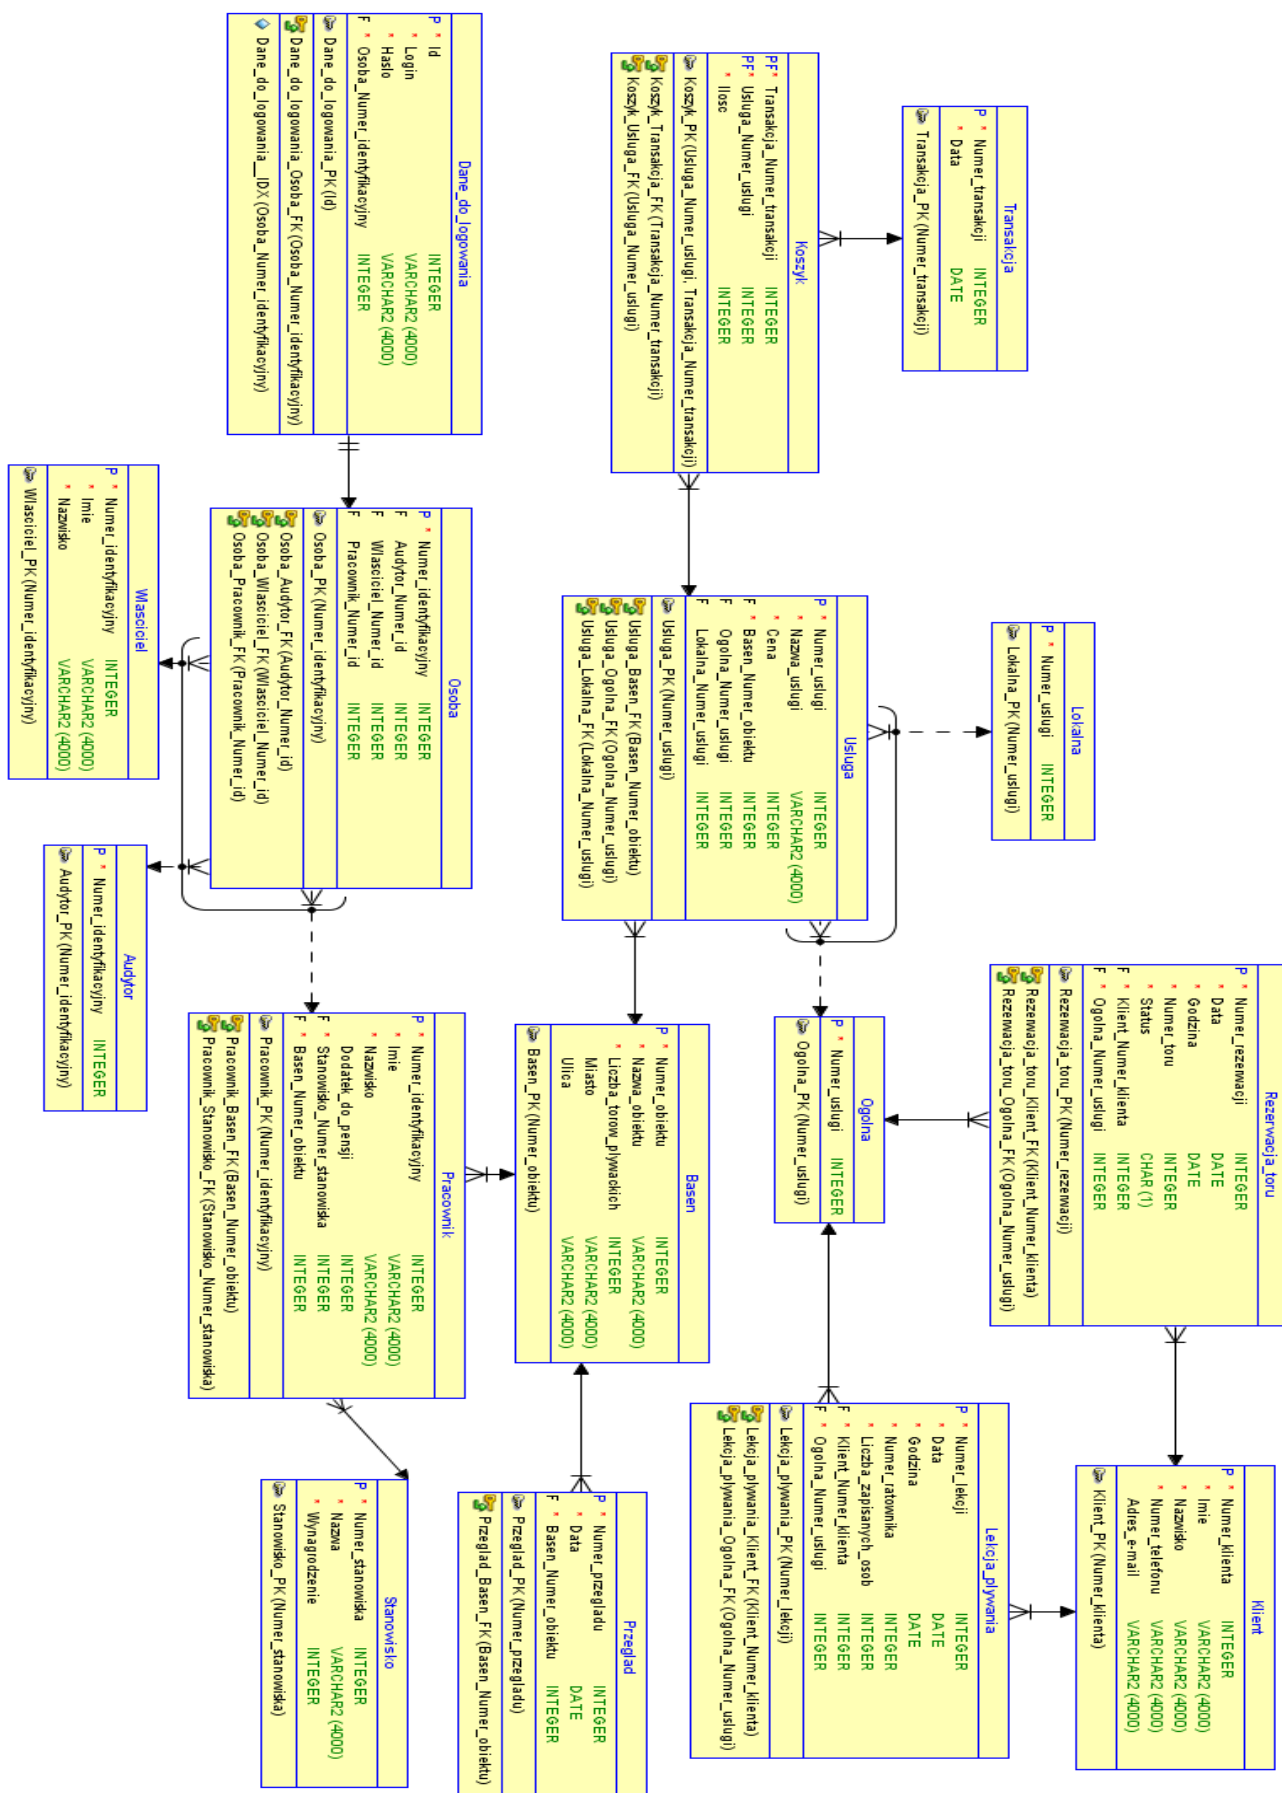 Transakcja
P * Numer_transakcji INTEGER
* Data DATE
Transakcja_PK (Numer_transakcji)
Lokalna
P * Numer_uslugi INTEGER
Lokalna_PK (Numer_uslugi)
Rezerwacja_toru
P * Numer_rezerwacji INTEGER
* Data DATE
* Godzina DATE
* Numer_toru INTEGER
* Status CHAR (1)
F * Klient_Numer_klienta INTEGER
F * Ogolna_Numer_uslugi INTEGER
Rezerwacja_toru_PK (Numer_rezerwacji)
Rezerwacja_toru_Klient_FK (Klient_Numer_klienta)
Rezerwacja_toru_Ogolna_FK (Ogolna_Numer_uslugi)
Klient
P * Numer_klienta INTEGER
* Imie VARCHAR2 (4000)
* Nazwisko VARCHAR2 (4000)
* Numer_telefonu VARCHAR2 (4000)
Adres_e-mail VARCHAR2 (4000)
Klient_PK (Numer_klienta)
Koszyk
PF * Transakcja_Numer_transakcji INTEGER
PF * Usluga_Numer_uslugi INTEGER
* Ilosc INTEGER
Koszyk_PK (Usluga_Numer_uslugi, Transakcja_Numer_transakcji)
Koszyk_Transakcja_FK (Transakcja_Numer_transakcji)
Koszyk_Usluga_FK (Usluga_Numer_uslugi)
Usluga
P * Numer_uslugi INTEGER
* Nazwa_uslugi VARCHAR2 (4000)
* Cena INTEGER
F * Basen_Numer_obiektu INTEGER
F Ogolna_Numer_uslugi INTEGER
F Lokalna_Numer_uslugi INTEGER
Usluga_PK (Numer_uslugi)
Usluga_Basen_FK (Basen_Numer_obiektu)
Usluga_Ogolna_FK (Ogolna_Numer_uslugi)
Usluga_Lokalna_FK (Lokalna_Numer_uslugi)
Ogolna
P * Numer_uslugi INTEGER
Ogolna_PK (Numer_uslugi)
Lekcja_plywania
P * Numer_lekcji INTEGER
* Data DATE
* Godzina DATE
* Numer_ratownika INTEGER
* Liczba_zapisanych_osob INTEGER
F * Klient_Numer_klienta INTEGER
F * Ogolna_Numer_uslugi INTEGER
Lekcja_plywania_PK (Numer_lekcji)
Lekcja_plywania_Klient_FK (Klient_Numer_klienta)
Lekcja_plywania_Ogolna_FK (Ogolna_Numer_uslugi)
Basen
P * Numer_obiektu INTEGER
* Nazwa_obiektu VARCHAR2 (4000)
* Liczba_torow_plywackich INTEGER
Miasto VARCHAR2 (4000)
Ulica VARCHAR2 (4000)
Basen_PK (Numer_obiektu)
Przeglad
P * Numer_przegladu INTEGER
* Data DATE
F * Basen_Numer_obiektu INTEGER
Przeglad_PK (Numer_przegladu)
Przeglad_Basen_FK (Basen_Numer_obiektu)
Dane_do_logowania
P * Id INTEGER
* Login VARCHAR2 (4000)
* Haslo VARCHAR2 (4000)
F * Osoba_Numer_identyfikacyjny INTEGER
Dane_do_logowania_PK (Id)
Dane_do_logowania_Osoba_FK (Osoba_Numer_identyfikacyjny)
Dane_do_logowania__IDX (Osoba_Numer_identyfikacyjny)
Osoba
P * Numer_identyfikacyjny INTEGER
F Audytor_Numer_id INTEGER
F Wlasciciel_Numer_id INTEGER
F Pracownik_Numer_id INTEGER
Osoba_PK (Numer_identyfikacyjny)
Osoba_Audytor_FK (Audytor_Numer_id)
Osoba_Wlasciciel_FK (Wlasciciel_Numer_id)
Osoba_Pracownik_FK (Pracownik_Numer_id)
Pracownik
P * Numer_identyfikacyjny INTEGER
* Imie VARCHAR2 (4000)
* Nazwisko VARCHAR2 (4000)
Dodatek_do_pensji INTEGER
F * Stanowisko_Numer_stanowiska INTEGER
F * Basen_Numer_obiektu INTEGER
Pracownik_PK (Numer_identyfikacyjny)
Pracownik_Basen_FK (Basen_Numer_obiektu)
Pracownik_Stanowisko_FK (Stanowisko_Numer_stanowiska)
Stanowisko
P * Numer_stanowiska INTEGER
* Nazwa VARCHAR2 (4000)
* Wynagrodzenie INTEGER
Stanowisko_PK (Numer_stanowiska)
Wlasciciel
P * Numer_identyfikacyjny INTEGER
* Imie VARCHAR2 (4000)
* Nazwisko VARCHAR2 (4000)
Wlasciciel_PK (Numer_identyfikacyjny)
Audytor
P * Numer_identyfikacyjny INTEGER
Audytor_PK (Numer_identyfikacyjny)